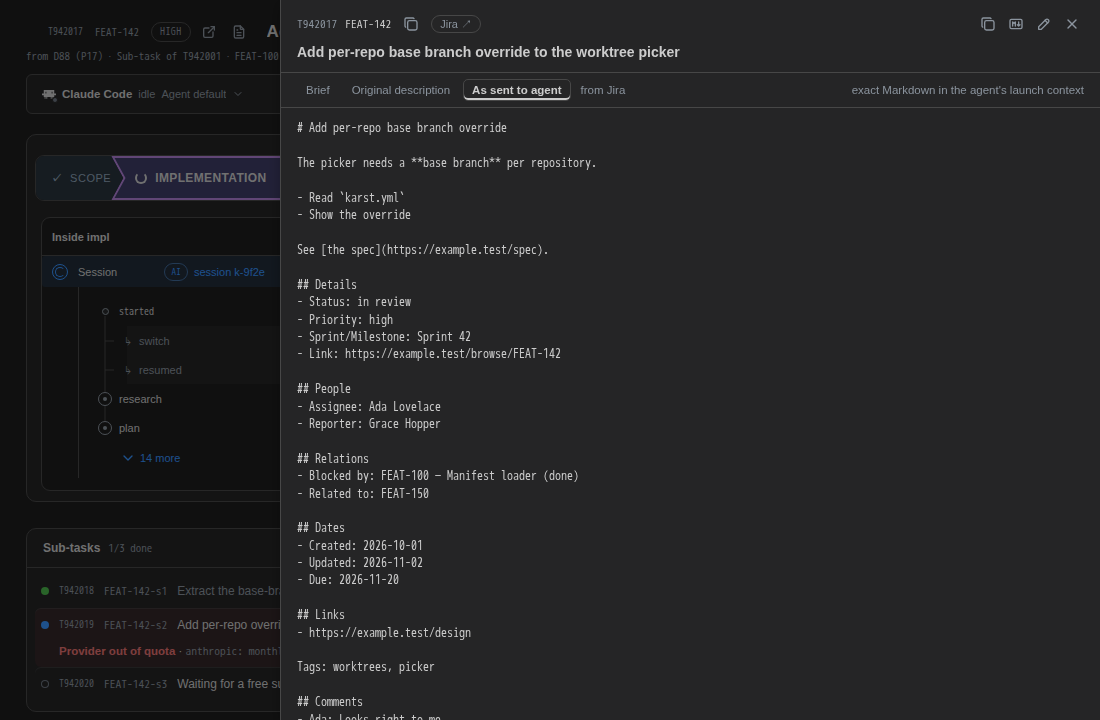 T942017 FEAT-142 HIGH A
from D88 (P17) · Sub-task of T942001 · FEAT-100
Claude Code idle Agent default
✓ SCOPE IMPLEMENTATION
Inside impl
Session AI session k-9f2e
started
↳ switch
↳ resumed
research
plan
14 more
Sub-tasks 1/3 done
T942018 FEAT-142-s1 Extract the base-br
T942019 FEAT-142-s2 Add per-repo overri
Provider out of quota · anthropic: month
T942020 FEAT-142-s3 Waiting for a free su
T942017 FEAT-142 Jira ↗
Add per-repo base branch override to the worktree picker
Brief Original description As sent to agent from Jira exact Markdown in the agent's launch context
# Add per-repo base branch override
The picker needs a **base branch** per repository.
- Read `karst.yml`
- Show the override
See [the spec](https://example.test/spec).
## Details
- Status: in review
- Priority: high
- Sprint/Milestone: Sprint 42
- Link: https://example.test/browse/FEAT-142
## People
- Assignee: Ada Lovelace
- Reporter: Grace Hopper
## Relations
- Blocked by: FEAT-100 — Manifest loader (done)
- Related to: FEAT-150
## Dates
- Created: 2026-10-01
- Updated: 2026-11-02
- Due: 2026-11-20
## Links
- https://example.test/design
Tags: worktrees, picker
## Comments
- Ada: Looks right to me